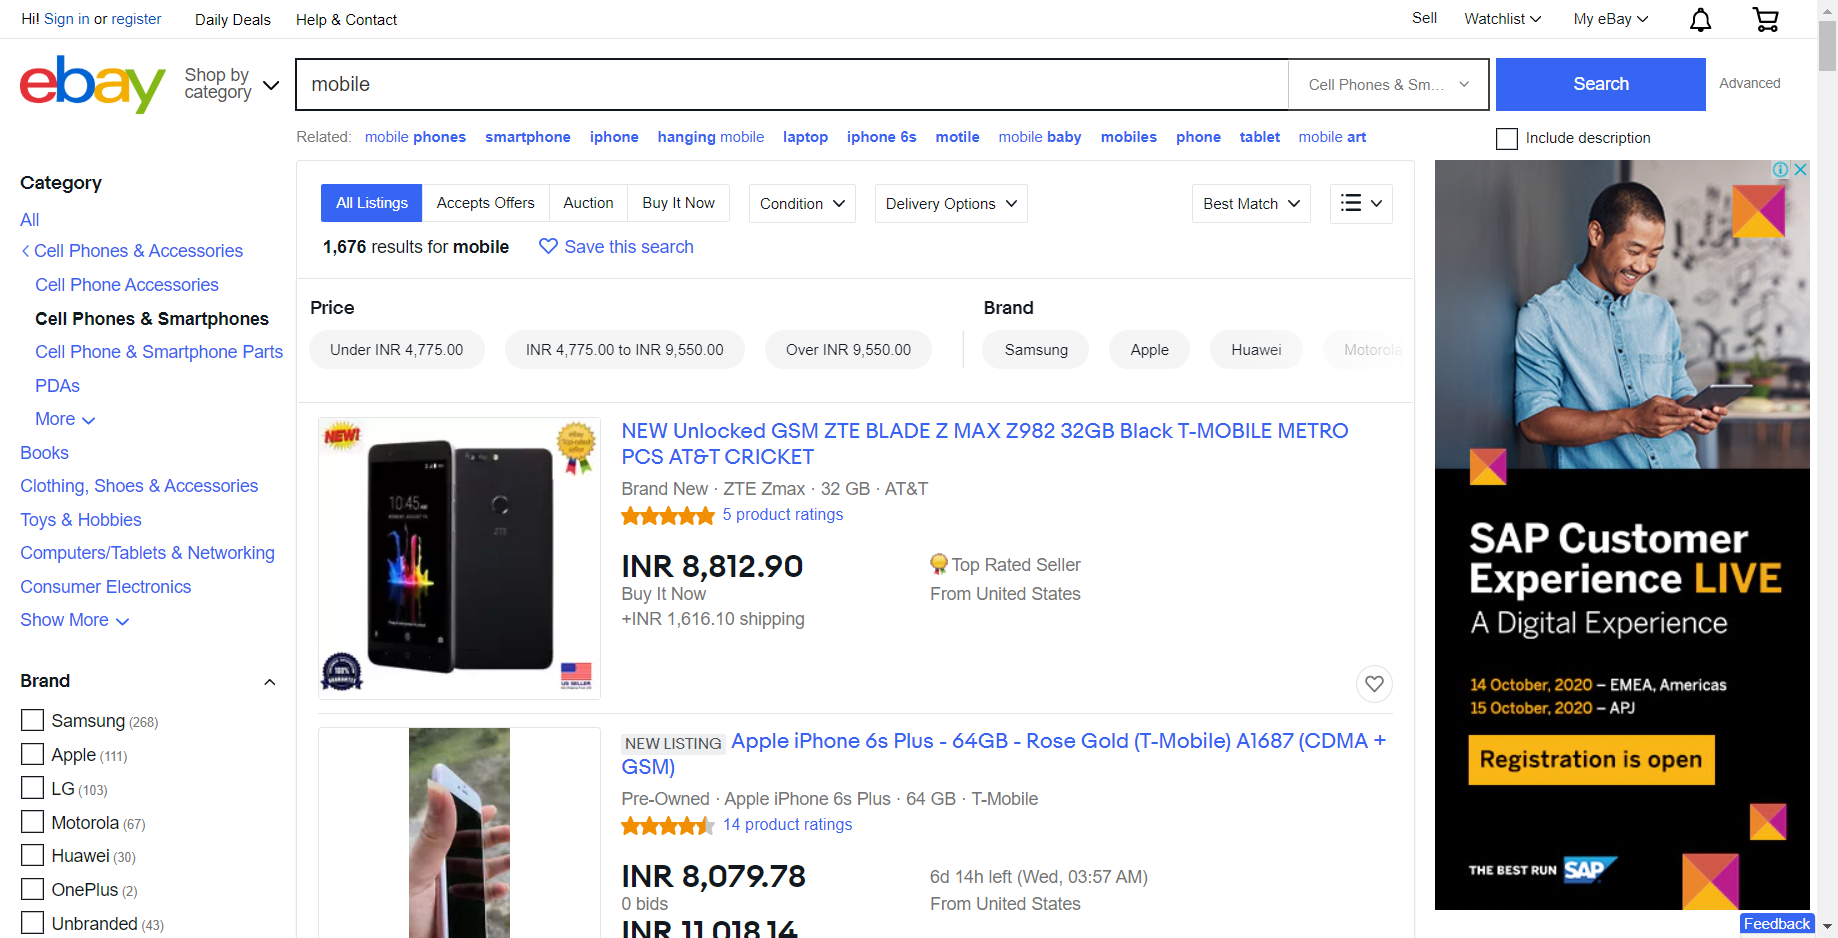 Hi! Sign in or register
Daily Deals
Help & Contact
Sell
Watchlist
My eBay
ebay
Shop by
category
mobile
Cell Phones & Sm...
Search
Advanced
Related: mobile phones smartphone iphone hanging mobile laptop iphone 6s motile mobile baby mobiles phone tablet mobile art
Include description
Category
All
Cell Phones & Accessories
Cell Phone Accessories
Cell Phones & Smartphones
Cell Phone & Smartphone Parts
PDAs
More
Books
Clothing, Shoes & Accessories
Toys & Hobbies
Computers/Tablets & Networking
Consumer Electronics
Show More
Brand
Samsung (268)
Apple (111)
LG (103)
Motorola (67)
Huawei (30)
OnePlus (2)
Unbranded (43)
All Listings
Accepts Offers
Auction
Buy It Now
Condition
Delivery Options
Best Match
1,676 results for mobile
Save this search
Price
Under INR 4,775.00
INR 4,775.00 to INR 9,550.00
Over INR 9,550.00
Brand
Samsung
Apple
Huawei
Motorola
NEW!
ebay
Top-rated
seller
10:45
ZTE
100%
US SELLER
NEW Unlocked GSM ZTE BLADE Z MAX Z982 32GB Black T-MOBILE METRO
PCS AT&T CRICKET
Brand New · ZTE Zmax · 32 GB · AT&T
5 product ratings
INR 8,812.90
Buy It Now
+INR 1,616.10 shipping
Top Rated Seller
From United States
NEW LISTING Apple iPhone 6s Plus - 64GB - Rose Gold (T-Mobile) A1687 (CDMA +
GSM)
Pre-Owned · Apple iPhone 6s Plus · 64 GB · T-Mobile
14 product ratings
INR 8,079.78
0 bids
INR 11,018.14
6d 14h left (Wed, 03:57 AM)
From United States
SAP Customer
Experience LIVE
A Digital Experience
14 October, 2020 – EMEA, Americas
15 October, 2020 – APJ
Registration is open
THE BEST RUN SAP
Feedback